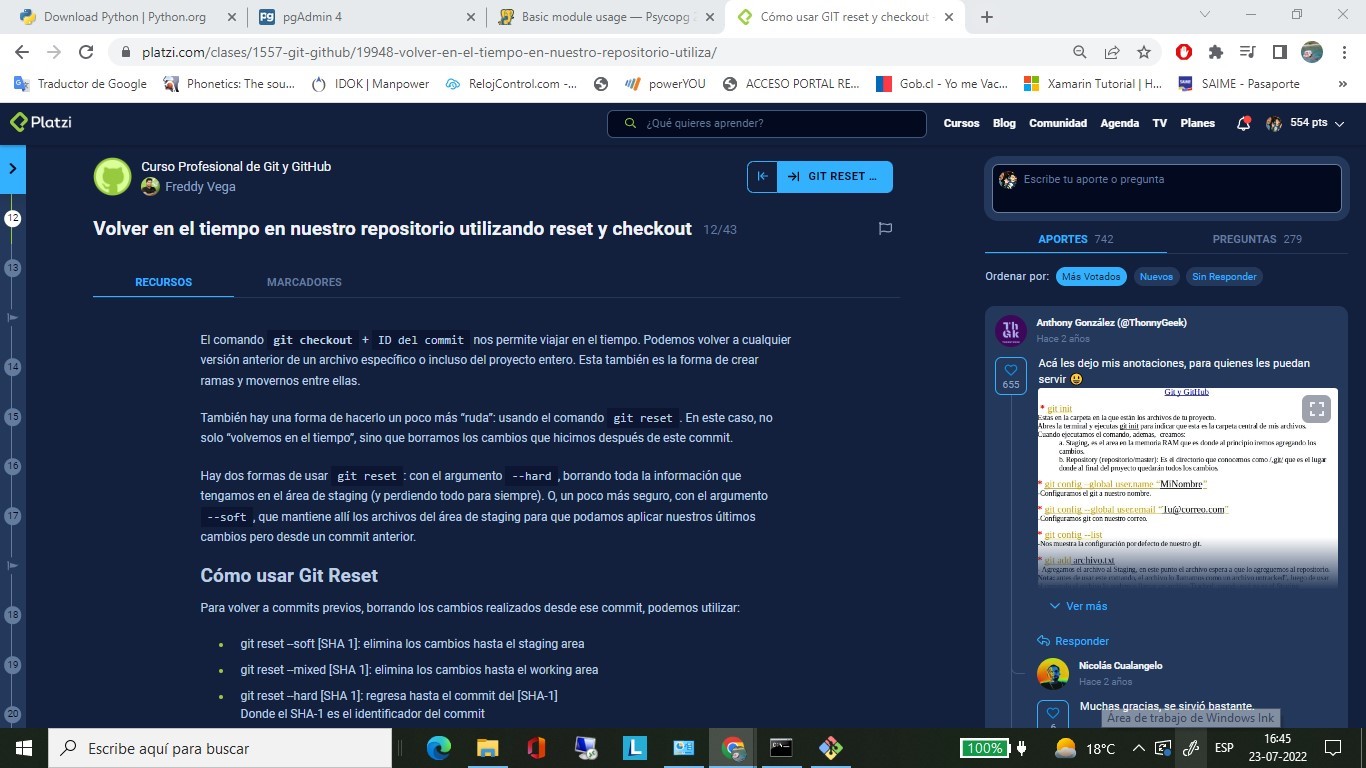 Download Python | Python.org
pgAdmin 4
Basic module usage — Psycopg 2
Cómo usar GIT reset y checkout
platzi.com/clases/1557-git-github/19948-volver-en-el-tiempo-en-nuestro-repositorio-utiliza/
Traductor de Google
Phonetics: The sou...
IDOK | Manpower
RelojControl.com -...
powerYOU
ACCESO PORTAL RE...
Gob.cl - Yo me Vac...
Xamarin Tutorial | H...
SAIME - Pasaporte
»
Platzi
¿Qué quieres aprender?
Cursos
Blog
Comunidad
Agenda
TV
Planes
554 pts
Curso Profesional de Git y GitHub
Freddy Vega
GIT RESET ...
Volver en el tiempo en nuestro repositorio utilizando reset y checkout 12/43
RECURSOS
MARCADORES
12
13
14
15
16
17
18
19
20
El comando git checkout + ID del commit nos permite viajar en el tiempo. Podemos volver a cualquier
versión anterior de un archivo específico o incluso del proyecto entero. Esta también es la forma de crear
ramas y movernos entre ellas.
También hay una forma de hacerlo un poco más “ruda”: usando el comando git reset. En este caso, no
solo “volvemos en el tiempo”, sino que borramos los cambios que hicimos después de este commit.
Hay dos formas de usar git reset: con el argumento --hard, borrando toda la información que
tengamos en el área de staging (y perdiendo todo para siempre). O, un poco más seguro, con el argumento
--soft, que mantiene allí los archivos del área de staging para que podamos aplicar nuestros últimos
cambios pero desde un commit anterior.
Cómo usar Git Reset
Para volver a commits previos, borrando los cambios realizados desde ese commit, podemos utilizar:
• git reset --soft [SHA 1]: elimina los cambios hasta el staging area
• git reset --mixed [SHA 1]: elimina los cambios hasta el working area
• git reset --hard [SHA 1]: regresa hasta el commit del [SHA-1]
Donde el SHA-1 es el identificador del commit
Escribe tu aporte o pregunta
APORTES 742
PREGUNTAS 279
Ordenar por:
Más Votados
Nuevos
Sin Responder
Th
Gk
Anthony González (@ThonnyGeek)
Hace 2 años
655
Acá les dejo mis anotaciones, para quienes les puedan
servir 😃
Git y GitHub
* git init
Estas en la carpeta en la que están los archivos de tu proyecto.
Abres la terminal y ejecutas git init para indicar que esta es la carpeta central de mis archivos.
Cuando ejecutamos el comando, además, creamos:
a. Staging, es el area en la memoria RAM que es donde al principio iremos agregando los
cambios.
b. Repository (repositorio/master): Es el directorio que conocemos como /.git/ que es el lugar
donde al final del proyecto quedarán todos los cambios.
* git config --global user.name “MiNombre”
-Configuramos el git a nuestro nombre.
* git config --global user.email “Tu@correo.com”
-Configuramos git con nuestro correo.
* git config --list
-Nos muestra la configuración por defecto de nuestro git.
* git add archivo.txt
Agregamos el archivo al Staging, en este punto el archivo espera a que lo agreguemos al repositorio.
Ver más
Responder
Nicolás Cualangelo
Hace 2 años
Muchas gracias, se sirvió bastante.
6
Área de trabajo de Windows Ink
Escribe aquí para buscar
L
100%
18°C
ESP
16:45
23-07-2022